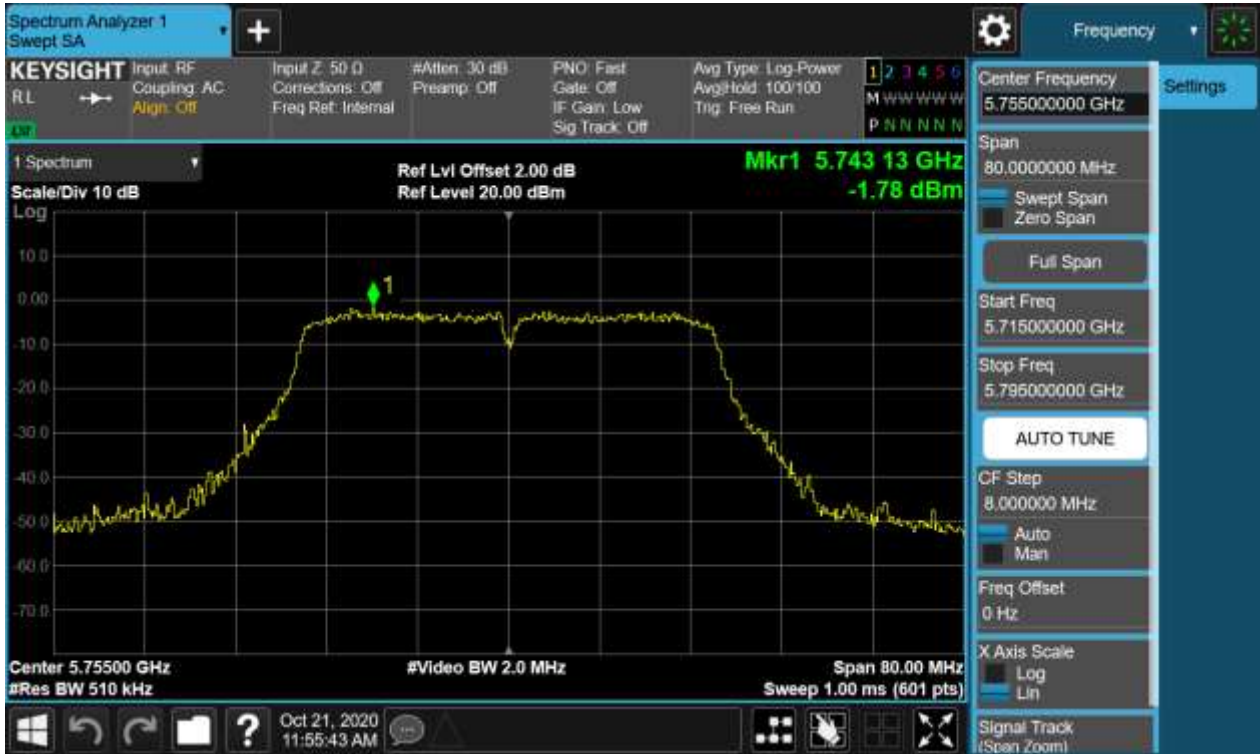 Spectrum Analyzer 1
Swept SA
+
Frequency
KEYSIGHT
RL
Input: RF
Coupling: AC
Align: Off
Input Z: 50 Ω
Corrections: Off
Freq Ref: Internal
#Atten: 30 dB
Preamp: Off
PNO: Fast
Gate: Off
IF Gain: Low
Sig Track: Off
Avg Type: Log-Power
Avg|Hold: 100/100
Trig: Free Run
1 2 3 4 5 6
M W W W W W
P N N N N N
Center Frequency
5.755000000 GHz
Settings
Span
80.0000000 MHz
Swept Span
Zero Span
Full Span
Start Freq
5.715000000 GHz
Stop Freq
5.795000000 GHz
AUTO TUNE
CF Step
8.000000 MHz
Auto
Man
Freq Offset
0 Hz
X Axis Scale
Log
Lin
Signal Track
(Span Zoom)
1 Spectrum
Scale/Div 10 dB
Ref Lvl Offset 2.00 dB
Ref Level 20.00 dBm
Mkr1 5.743 13 GHz
-1.78 dBm
Log
10.0
0.00
-10.0
-20.0
-30.0
-40.0
-50.0
-60.0
-70.0
1
Center 5.75500 GHz
#Video BW 2.0 MHz
Span 80.00 MHz
#Res BW 510 kHz
Sweep 1.00 ms (601 pts)
?
Oct 21, 2020
11:55:43 AM